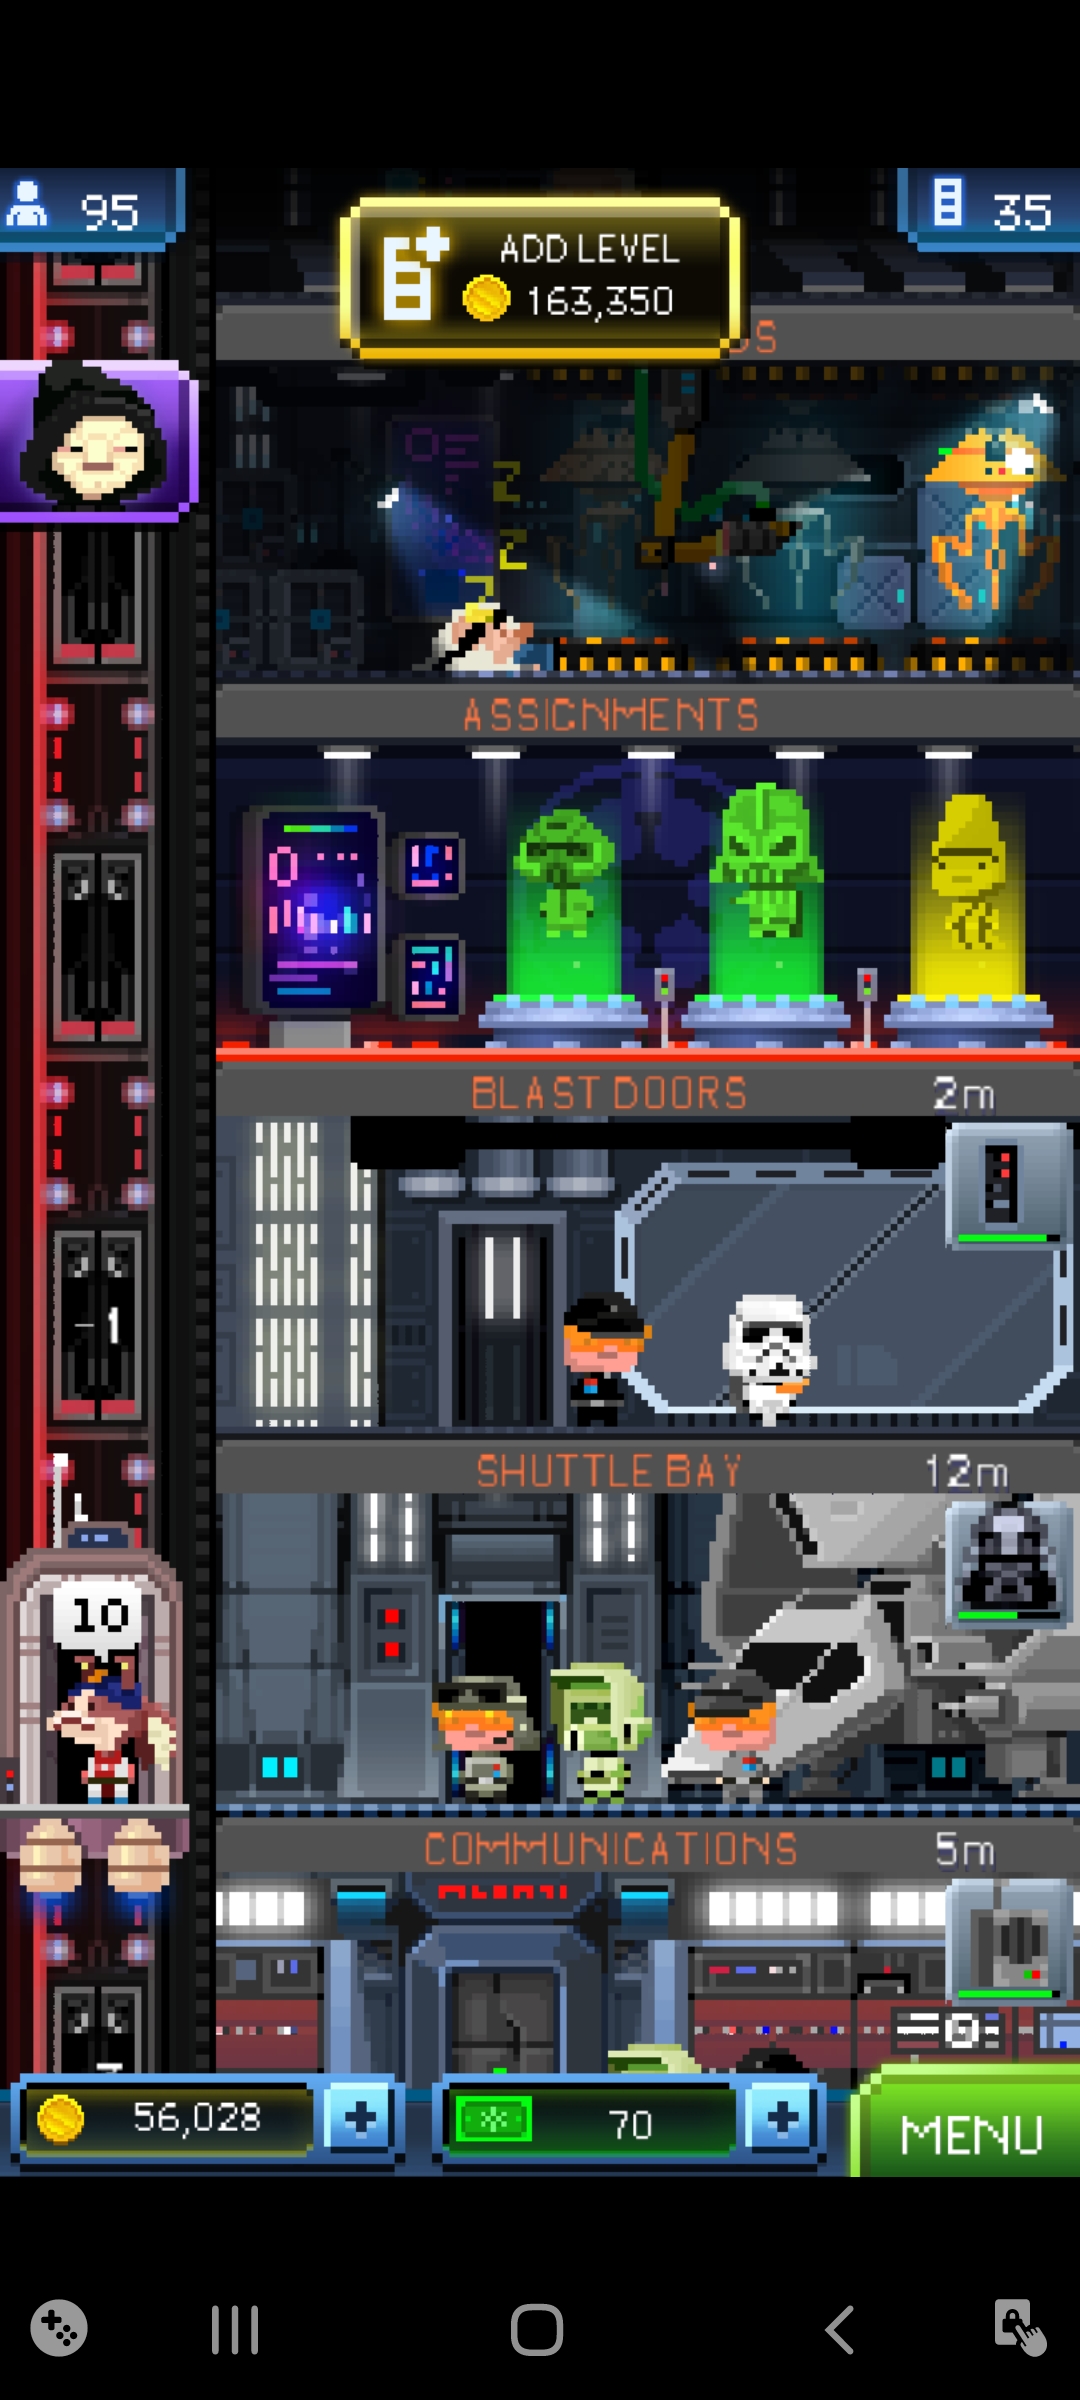 95
ADD LEVEL
163,350
35
ASSIGNMENTS
BLAST DOORS 2m
-1
SHUTTLE BAY 12m
10
COMMUNICATIONS 5m
56,028
70
MENU